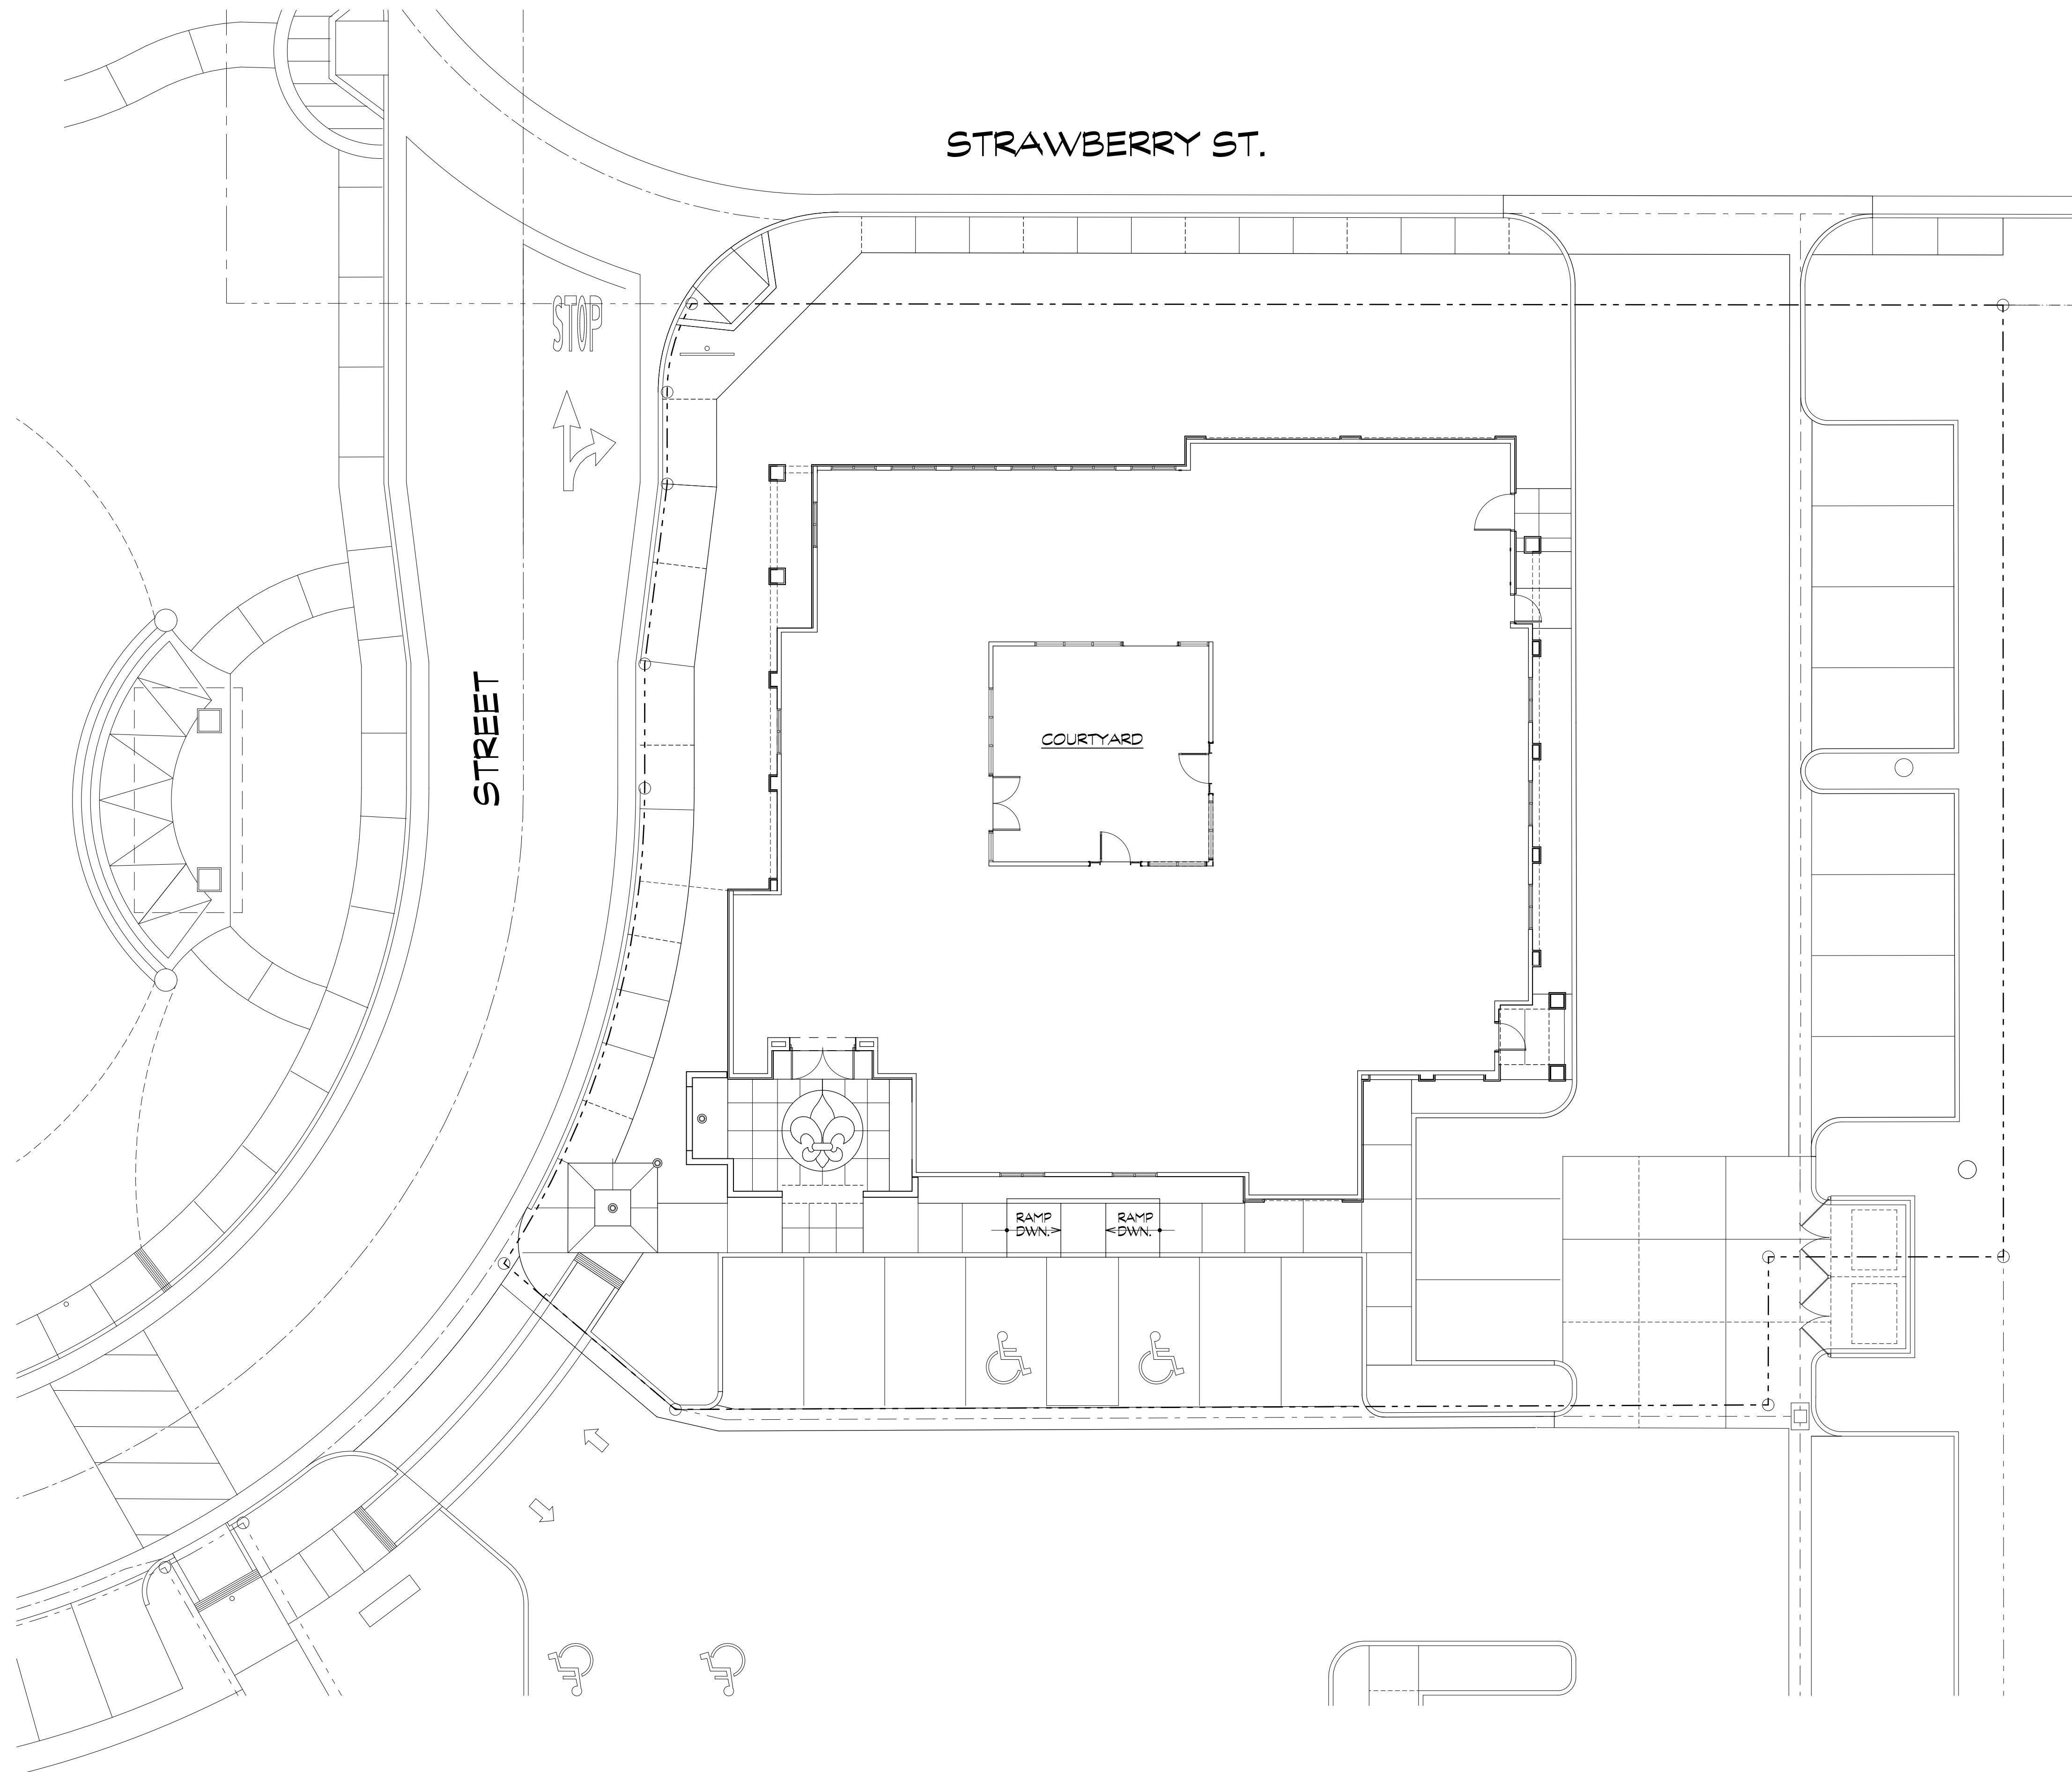 STRAWBERRY ST.
STOP
STREET
COURTYARD
RAMP
DWN.
RAMP
DWN.